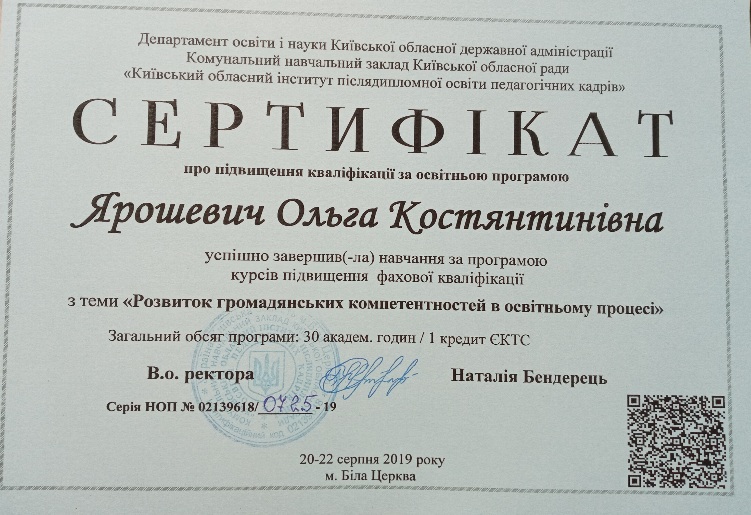 Департамент освіти і науки Київської обласної державної адміністрації
Комунальний навчальний заклад Київської обласної ради
«Київський обласний інститут післядипломної освіти педагогічних кадрів»
СЕРТИФІКАТ
про підвищення кваліфікації за освітньою програмою
Ярошевич Ольга Костянтинівна
успішно завершив(-ла) навчання за програмою
курсів підвищення фахової кваліфікації
з теми «Розвиток громадянських компетентностей в освітньому процесі»
Загальний обсяг програми: 30 академ. годин / 1 кредит ЄКТС
В.о. ректора Наталія Бендерець
Серія НОП № 02139618/0725-19
20-22 серпня 2019 року
м. Біла Церква